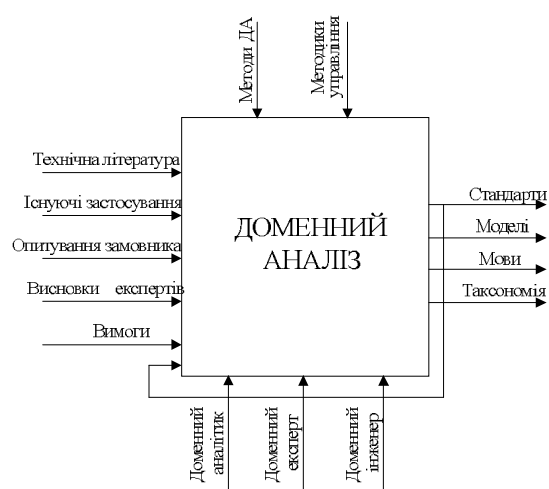 Методи ДА
Методики
управління
Технічна література
Існуючі застосування
Опитування замовника
Висновки експертів
Вимоги
ДОМЕННИЙ
АНАЛІЗ
Стандарти
Моделі
Мови
Таксономія
Доменний
аналітик
Доменний
експерт
Доменний
інженер